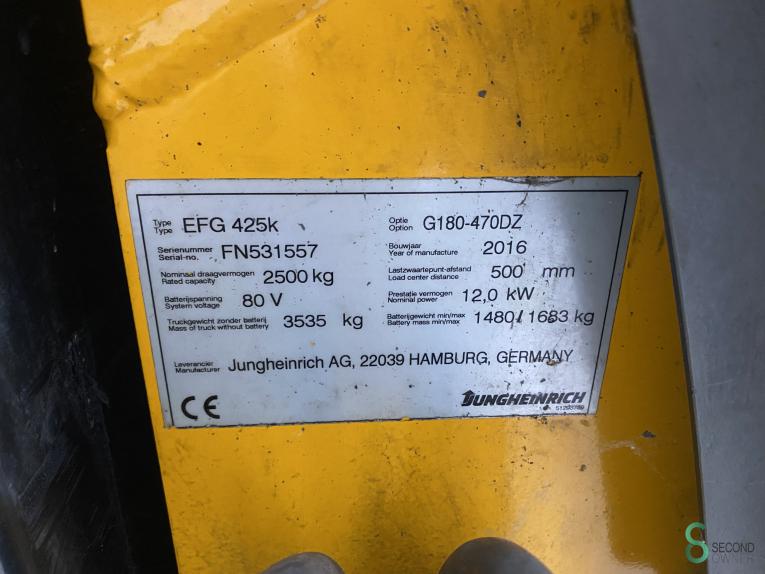 Type
Type EFG 425k
Optie
Option G180-470DZ
Serienummer
Serial-no. FN531557
Bouwjaar
Year of manufacture 2016
Nominaal draagvermogen
Rated capacity 2500 kg
Lastzwaartepunt-afstand
Load center distance 500 mm
Batterijspanning
System voltage 80 V
Prestatie vermogen
Nominal power 12,0 kW
Truckgewicht zonder batterij
Mass of truck without battery 3535 kg
Batterijgewicht min/max
Battery mass min/max 1480 / 1683 kg
Leverancier
Manufacturer Jungheinrich AG, 22039 HAMBURG, GERMANY
CE
JUNGHEINRICH
SECOND
OWNER